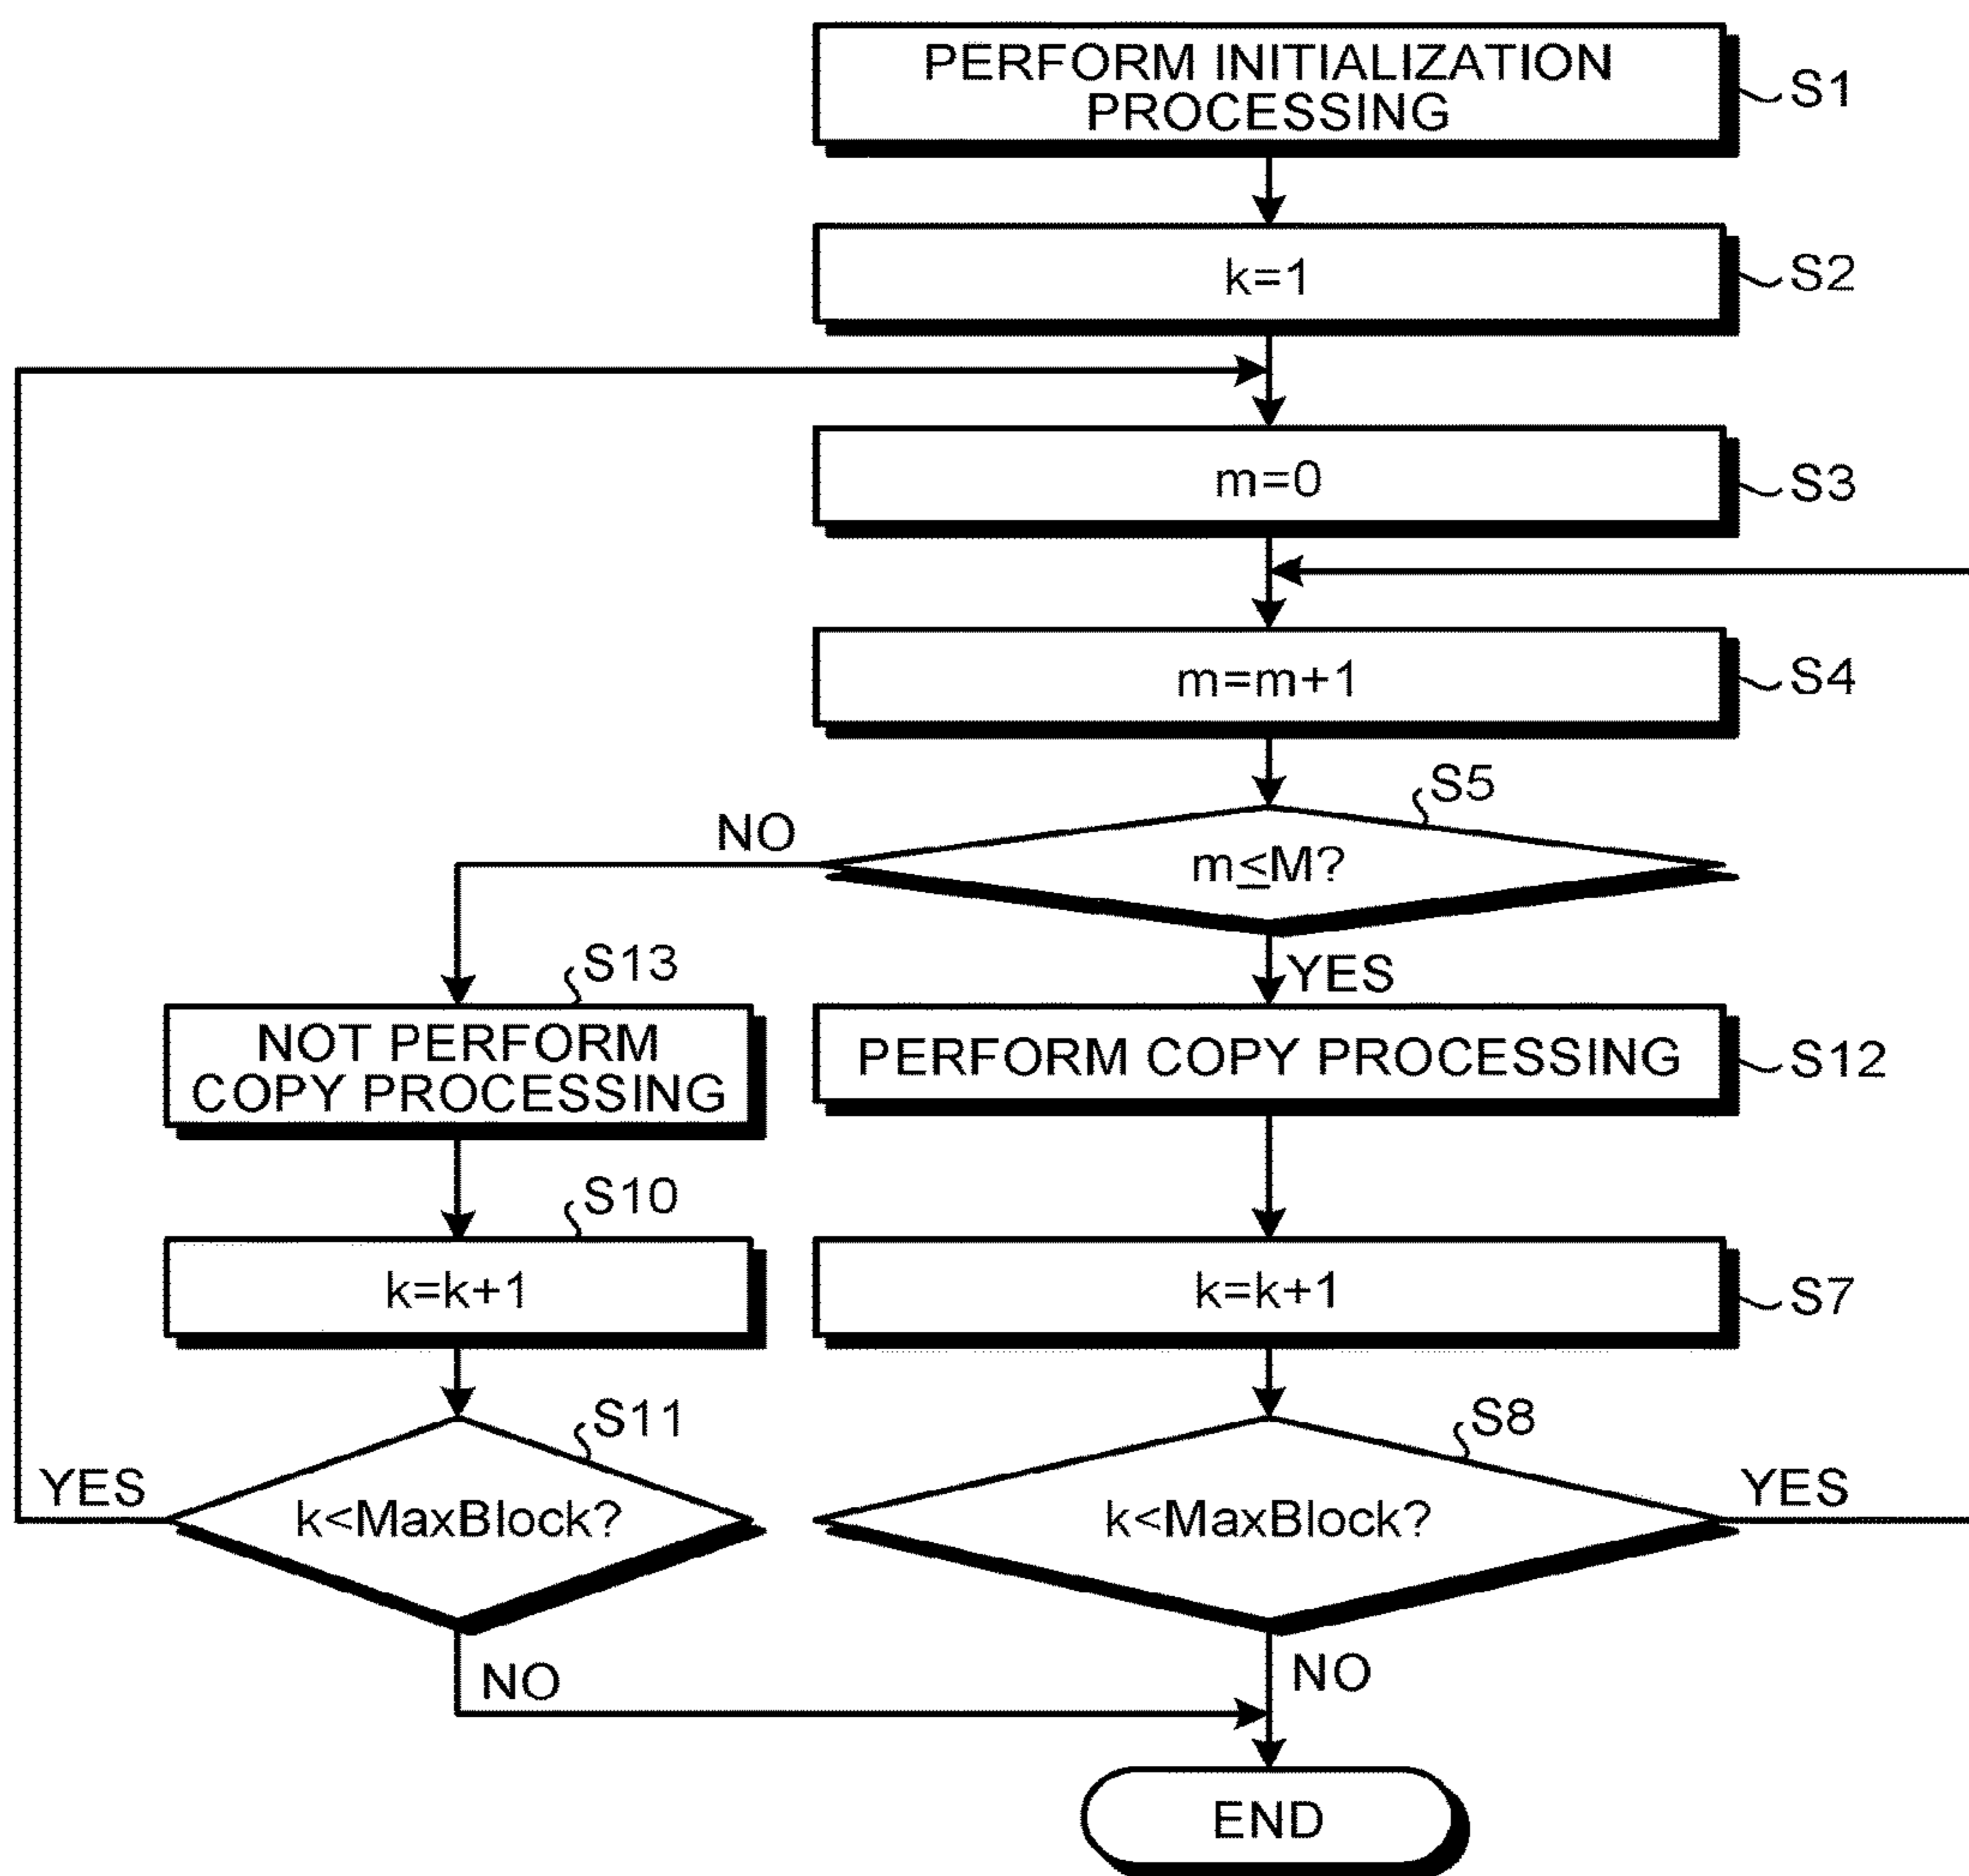 PERFORM INITIALIZATION
PROCESSING
S1
k=1
S2
m=0
S3
m=m+1
S4
S5
m≤M?
NO
YES
S13
NOT PERFORM
COPY PROCESSING
PERFORM COPY PROCESSING
S12
S10
k=k+1
k=k+1
S7
S11
k<MaxBlock?
YES
NO
S8
k<MaxBlock?
YES
NO
END